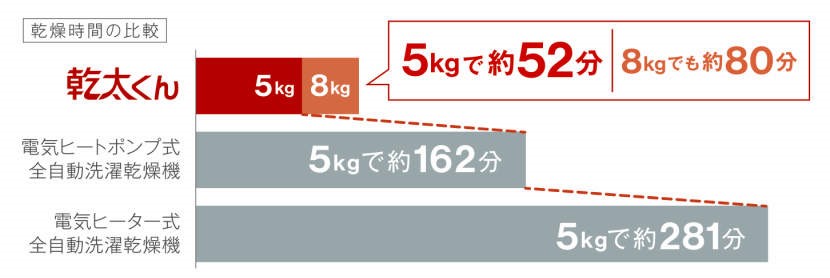 乾燥時間の比較
乾太くん
5kg
8kg
5kgで約52分
8kgでも約80分
電気ヒートポンプ式
全自動洗濯乾燥機
5kgで約162分
電気ヒーター式
全自動洗濯乾燥機
5kgで約281分